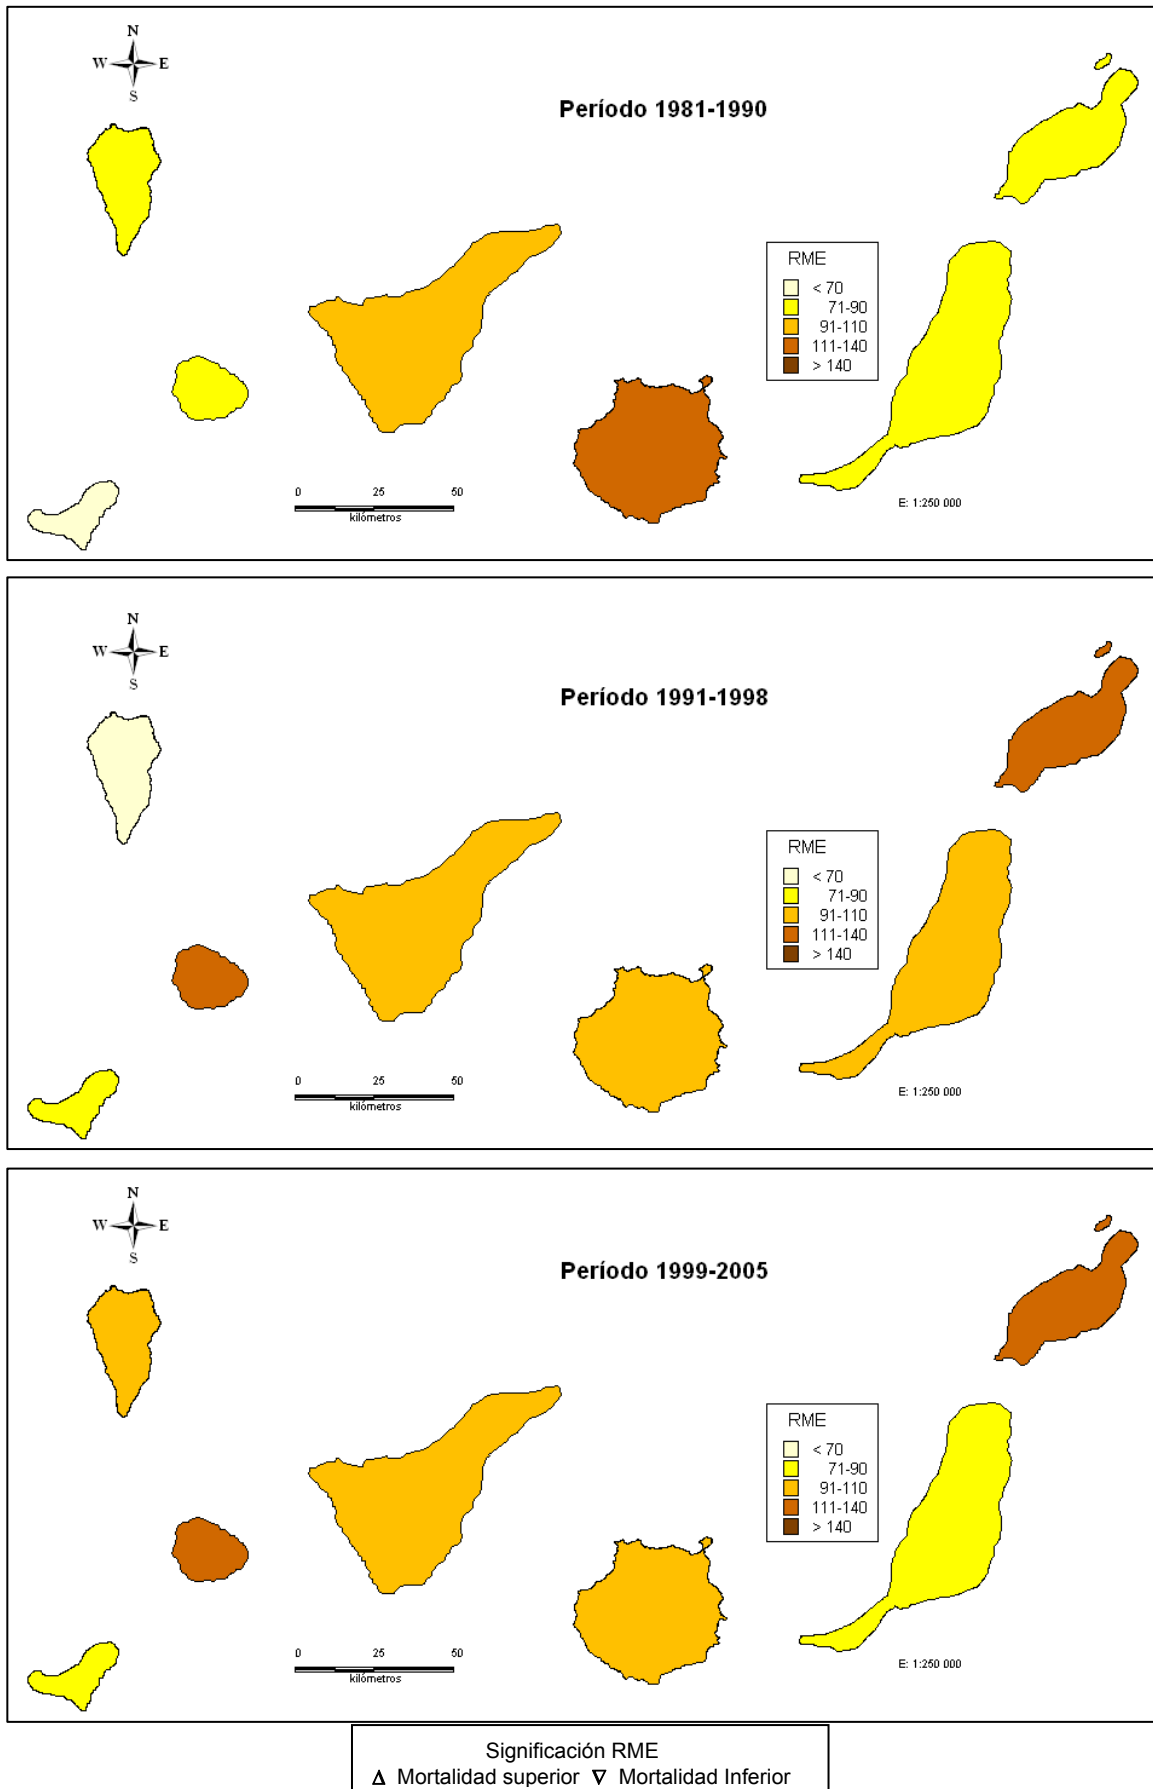 N
W E
S
Período 1981-1990
RME
< 70
71-90
91-110
111-140
> 140
0 25 50
kilómetros
E: 1:250 000
N
W E
S
Período 1991-1998
RME
< 70
71-90
91-110
111-140
> 140
0 25 50
kilómetros
E: 1:250 000
N
W E
S
Período 1999-2005
RME
< 70
71-90
91-110
111-140
> 140
0 25 50
kilómetros
E: 1:250 000
Significación RME
Δ Mortalidad superior ∇ Mortalidad Inferior